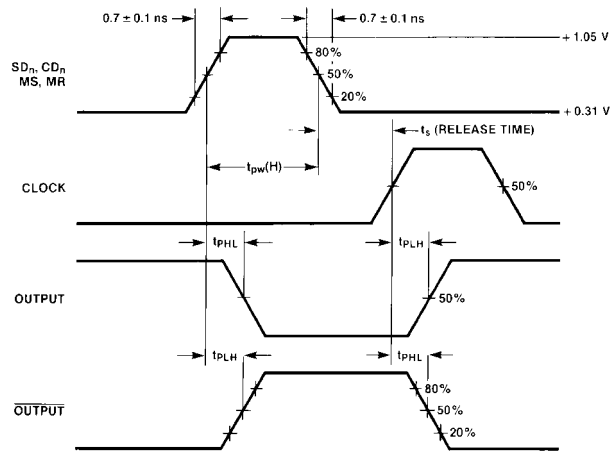 0.7 ± 0.1 ns
0.7 ± 0.1 ns
+ 1.05 V
SDn, CDn
MS, MR
80%
50%
20%
+ 0.31 V
ts (RELEASE TIME)
tpw(H)
CLOCK
50%
tPHL
tPLH
OUTPUT
50%
tPLH
tPHL
OUTPUT
80%
50%
20%